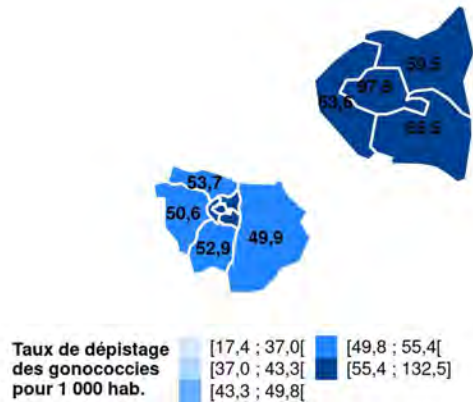 59,5
97,8
63,6
53,7
50,6
52,9
49,9
Taux de dépistage
des gonococcies
pour 1 000 hab.
[17,4 ; 37,0[
[37,0 ; 43,3[
[43,3 ; 49,8[
[49,8 ; 55,4[
[55,4 ; 132,5]